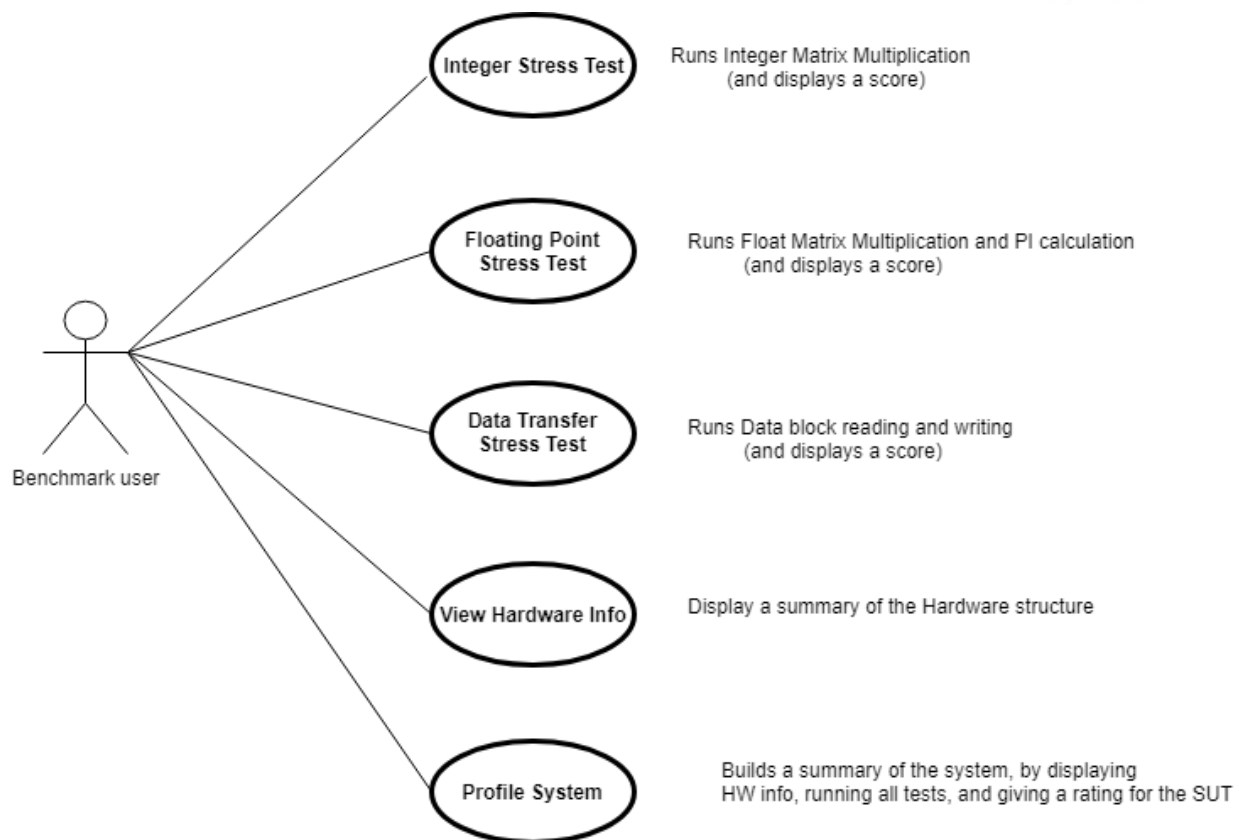 Integer Stress Test
Runs Integer Matrix Multiplication
(and displays a score)
Floating Point
Stress Test
Runs Float Matrix Multiplication and PI calculation
(and displays a score)
Benchmark user
Data Transfer
Stress Test
Runs Data block reading and writing
(and displays a score)
View Hardware Info
Display a summary of the Hardware structure
Profile System
Builds a summary of the system, by displaying
HW info, running all tests, and giving a rating for the SUT